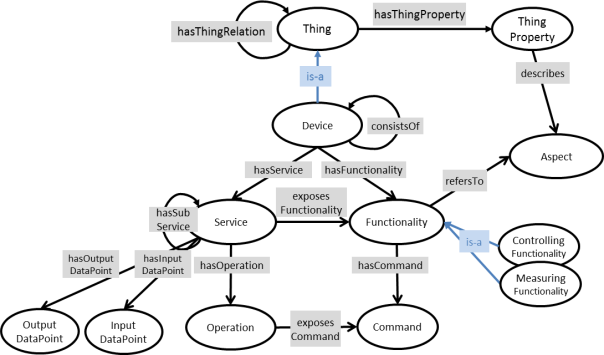 hasThingProperty
hasThingRelation
Thing
Thing
Property
is-a
describes
Device
consistsOf
Aspect
hasService
hasFunctionality
refersTo
hasSub
Service
exposes
Functionality
Service
Functionality
is-a
Controlling
Functionality
hasOutput
DataPoint
hasInput
DataPoint
hasOperation
hasCommand
Measuring
Functionality
Output
DataPoint
Input
DataPoint
Operation
exposes
Command
Command